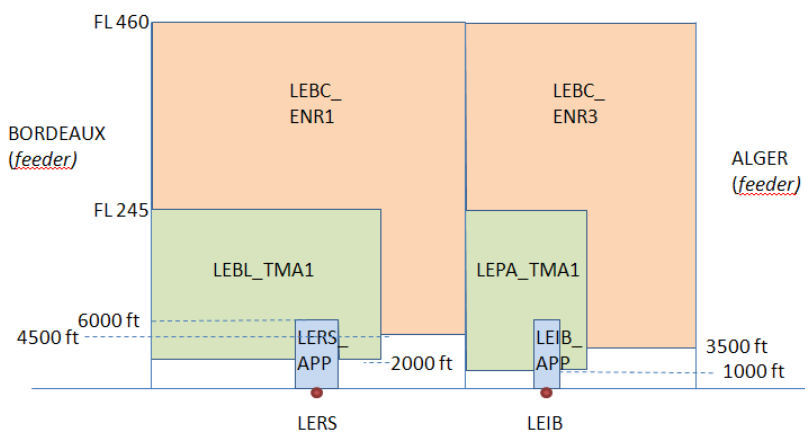 FL 460
LEBC_
ENR1
LEBC_
ENR3
BORDEAUX
(feeder)
ALGER
(feeder)
FL 245
LEBL_TMA1
LEPA_TMA1
6000 ft
4500 ft
LERS_
APP
2000 ft
LEIB_
APP
3500 ft
1000 ft
LERS
LEIB